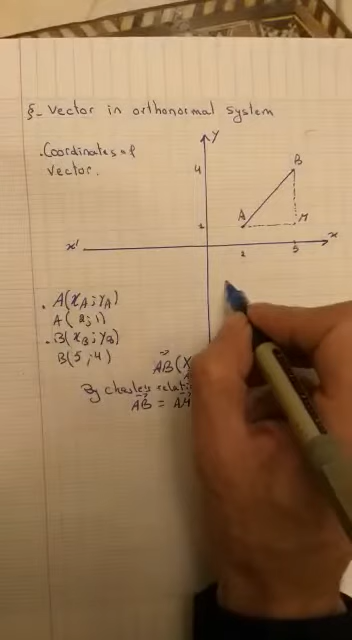 §- Vector in orthonormal system
. Coordinates of
vector.
y
4
B
A
M
1
x'
x
2
5
. A(xA; yA)
A( 2; 1)
. B(xB; yB)
B(5; 4)
AB(X
By chasles relati
AB = AM